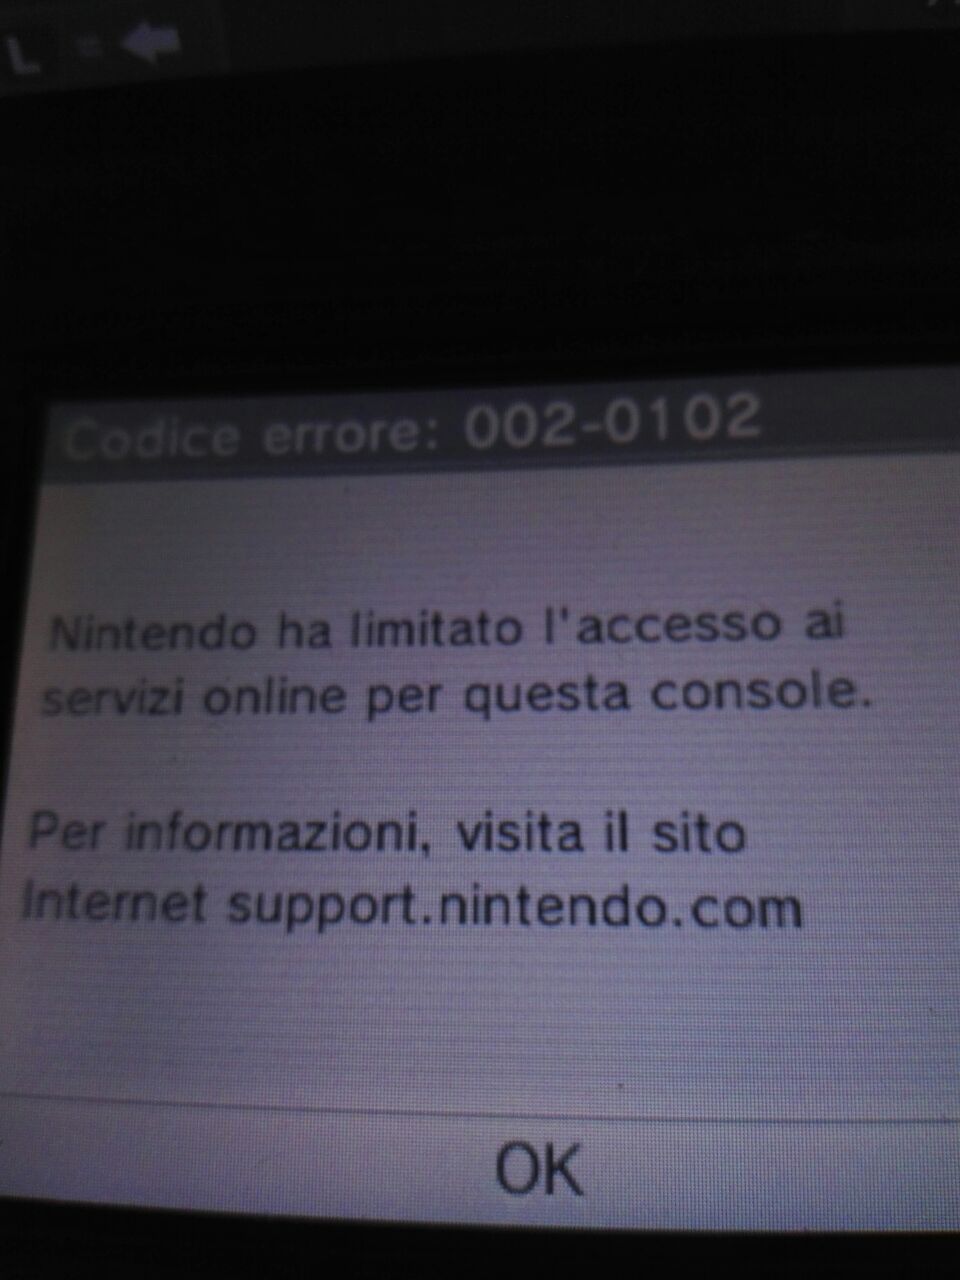 L = ←
Codice errore: 002-0102
Nintendo ha limitato l'accesso ai
servizi online per questa console.
Per informazioni, visita il sito
Internet support.nintendo.com
OK